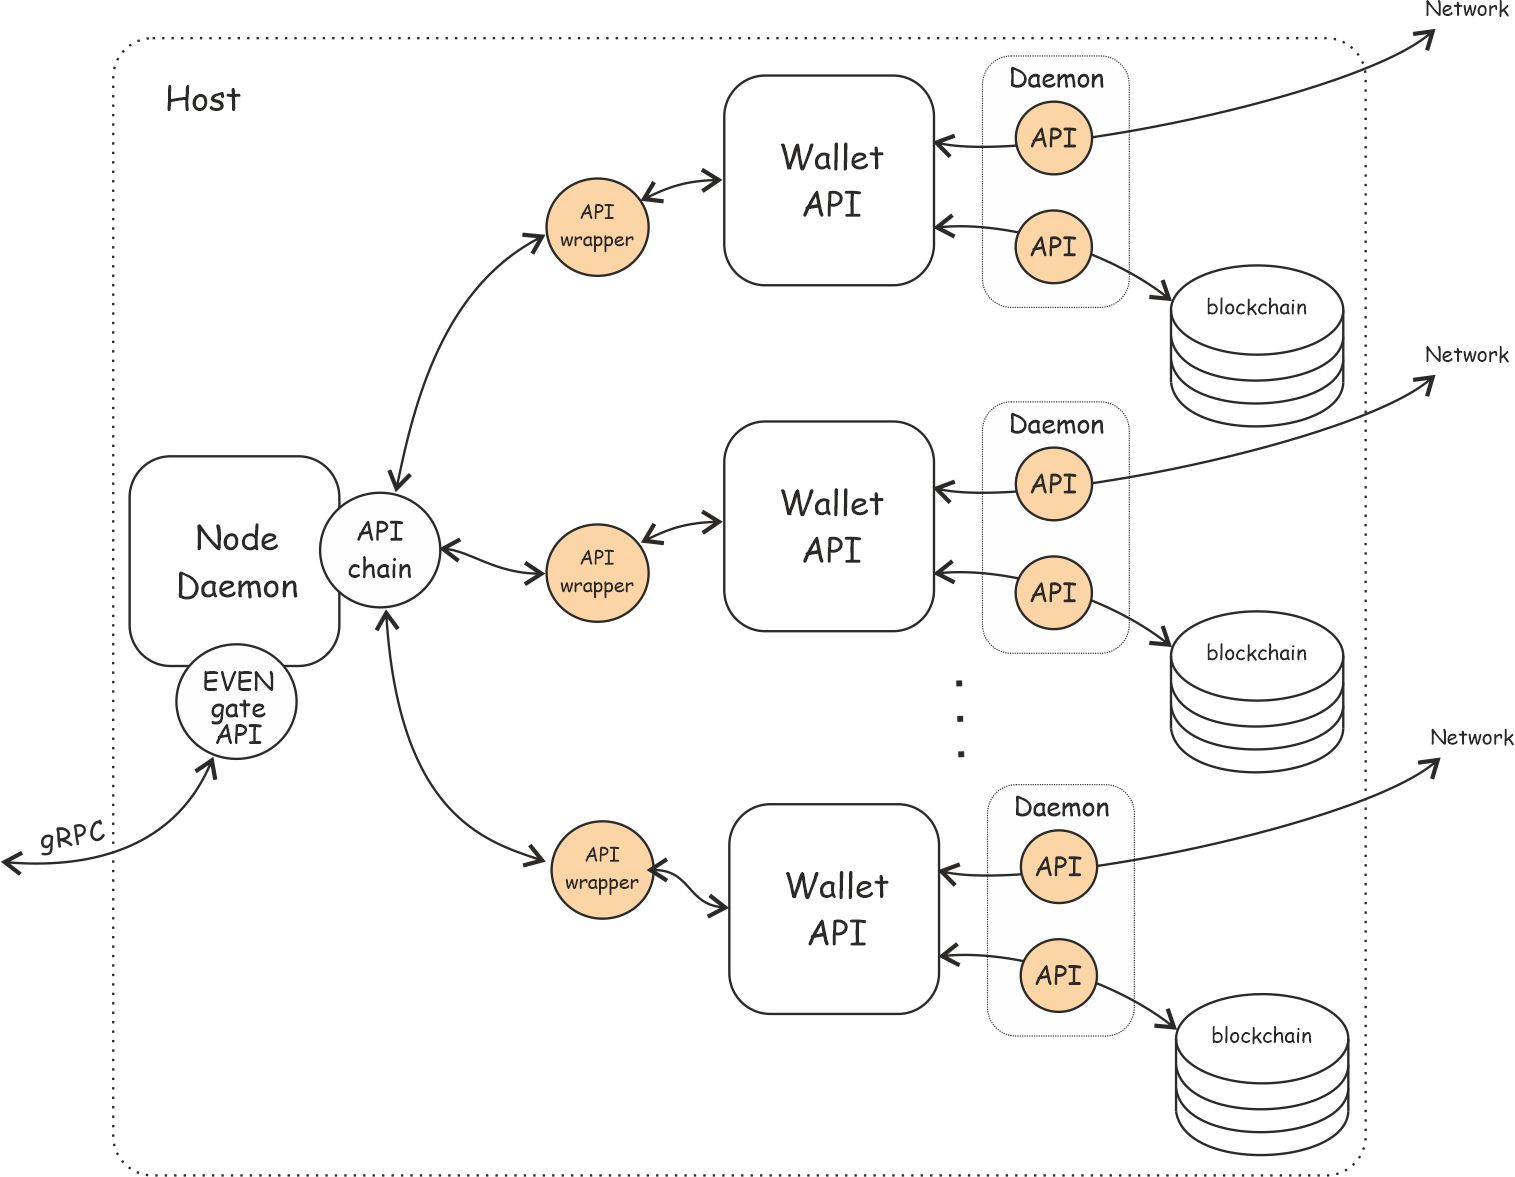 Network
Host
Daemon
API
Wallet
API
API
wrapper
API
blockchain
Network
Daemon
API
Wallet
API
Node
Daemon
API
chain
API
wrapper
API
blockchain
EVEN
gate
API
Network
Daemon
gRPC
API
wrapper
API
Wallet
API
API
blockchain